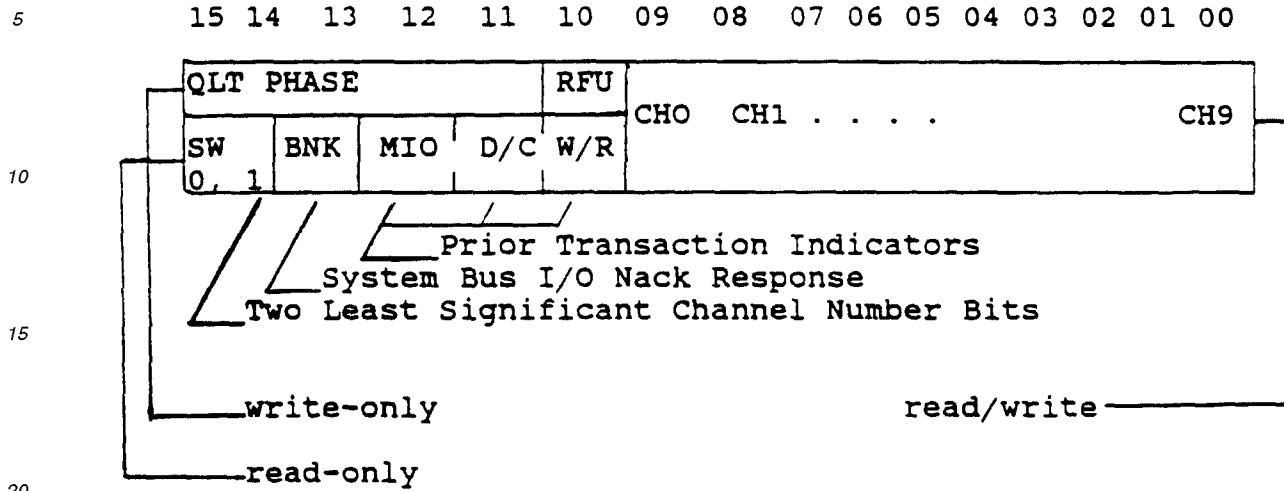 5 15 14 13 12 11 10 09 08 07 06 05 04 03 02 01 00
QLT PHASE RFU
CHO CH1 . . . . CH9
SW BNK MIO D/C W/R
10 0, 1
Prior Transaction Indicators
System Bus I/O Nack Response
Two Least Significant Channel Number Bits
15
write-only read/write
read-only